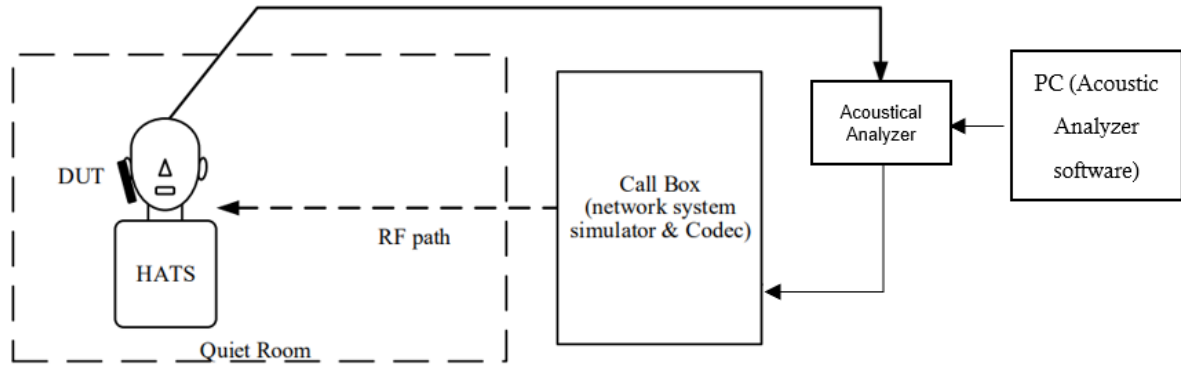 DUT
HATS
Quiet Room
RF path
Call Box
(network system
simulator & Codec)
Acoustical
Analyzer
PC (Acoustic
Analyzer
software)